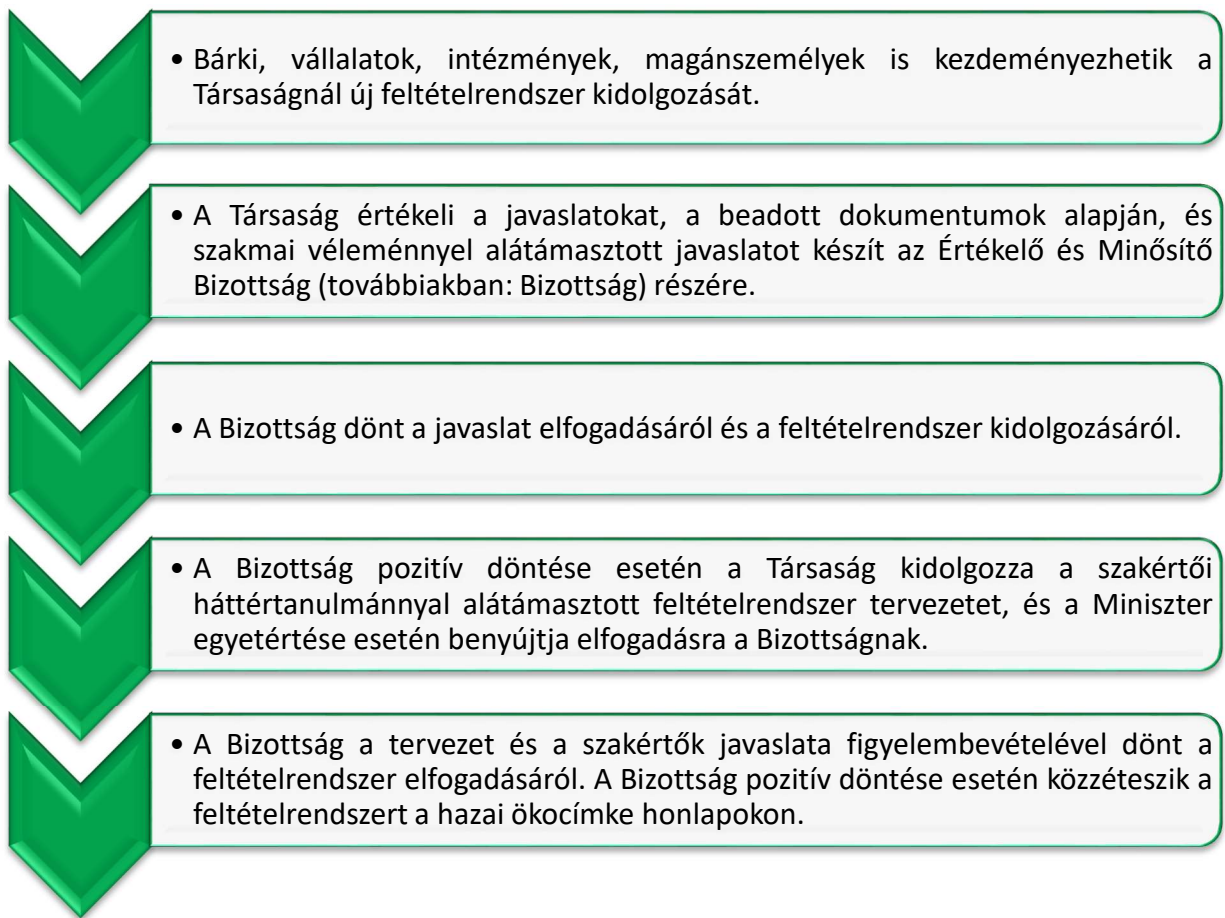 • Bárki, vállalatok, intézmények, magánszemélyek is kezdeményezhetik a
Társaságnál új feltételrendszer kidolgozását.
• A Társaság értékeli a javaslatokat, a beadott dokumentumok alapján, és
szakmai véleménnyel alátámasztott javaslatot készít az Értékelő és Minősítő
Bizottság (továbbiakban: Bizottság) részére.
• A Bizottság dönt a javaslat elfogadásáról és a feltételrendszer kidolgozásáról.
• A Bizottság pozitív döntése esetén a Társaság kidolgozza a szakértői
háttértanulmánnyal alátámasztott feltételrendszer tervezetet, és a Miniszter
egyetértése esetén benyújtja elfogadásra a Bizottságnak.
• A Bizottság a tervezet és a szakértők javaslata figyelembevételével dönt a
feltételrendszer elfogadásáról. A Bizottság pozitív döntése esetén közzéteszik a
feltételrendszert a hazai ökocímke honlapokon.